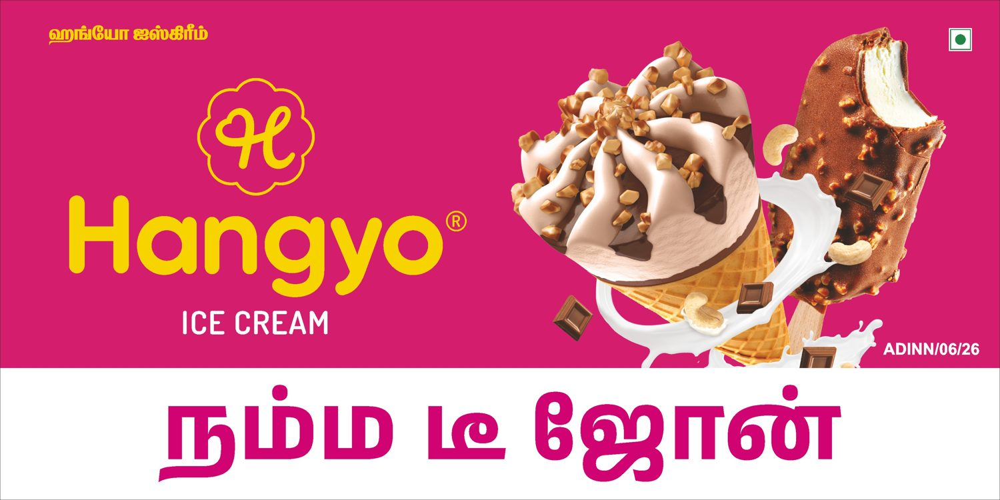 ஹங்யோ ஐஸ்கிரீம்
H
Hangyo®
ICE CREAM
ADINN/06/26
நம்ம டீ ஜோன்